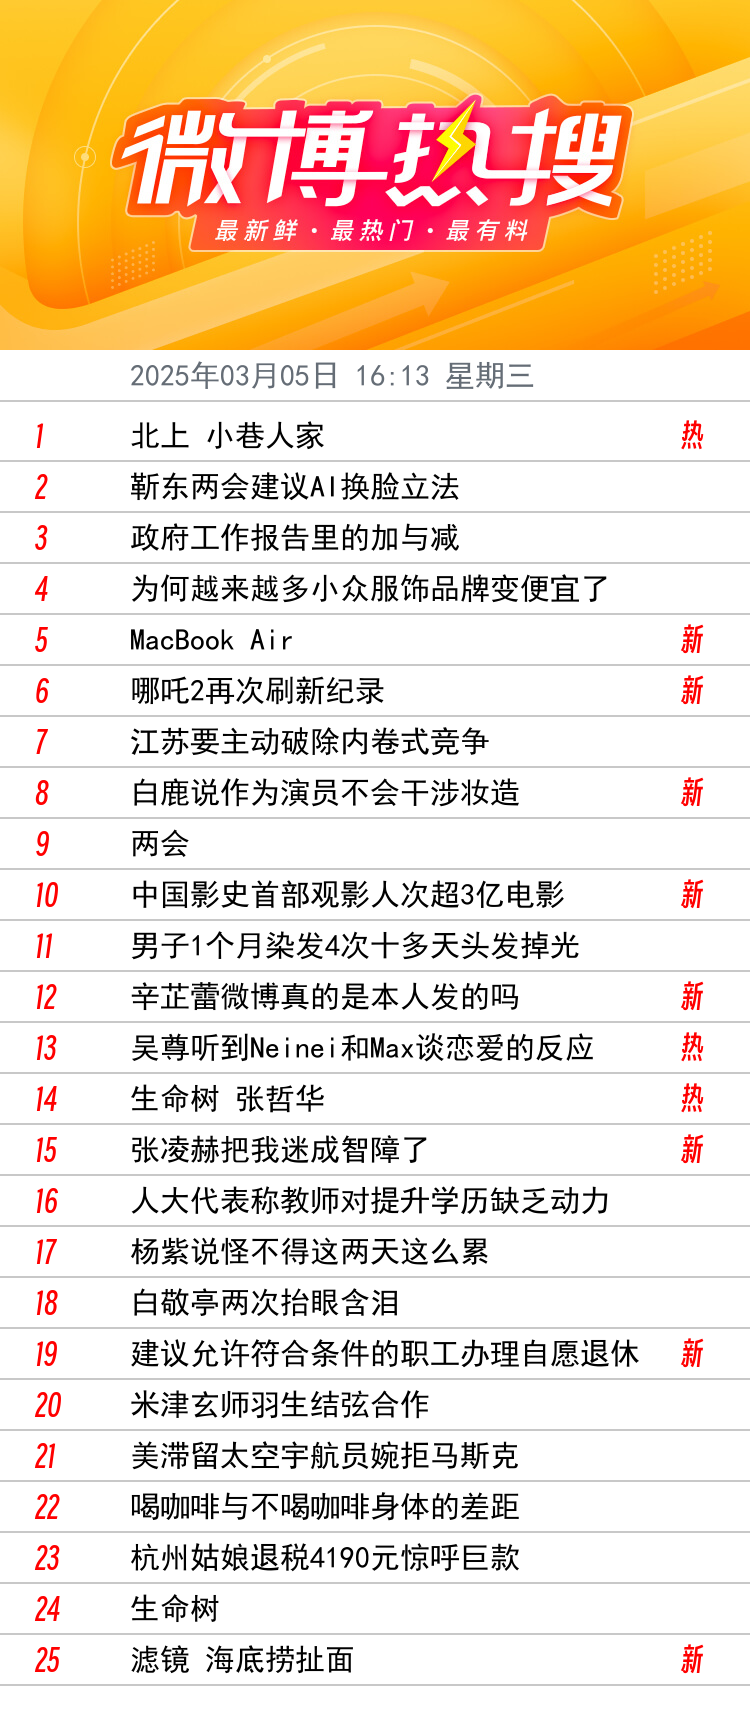 微博热搜
最新鲜·最热门·最有料
2025年03月05日 16:13 星期三
1 北上 小巷人家 热
2 靳东两会建议AI换脸立法
3 政府工作报告里的加与减
4 为何越来越多小众服饰品牌变便宜了
5 MacBook Air 新
6 哪吒2再次刷新纪录 新
7 江苏要主动破除内卷式竞争
8 白鹿说作为演员不会干涉妆造 新
9 两会
10 中国影史首部观影人次超3亿电影 新
11 男子1个月染发4次十多天头发掉光
12 辛芷蕾微博真的是本人发的吗 新
13 吴尊听到Neinei和Max谈恋爱的反应 热
14 生命树 张哲华 热
15 张凌赫把我迷成智障了 新
16 人大代表称教师对提升学历缺乏动力
17 杨紫说怪不得这两天这么累
18 白敬亭两次抬眼含泪
19 建议允许符合条件的职工办理自愿退休 新
20 米津玄师羽生结弦合作
21 美滞留太空宇航员婉拒马斯克
22 喝咖啡与不喝咖啡身体的差距
23 杭州姑娘退税4190元惊呼巨款
24 生命树
25 滤镜 海底捞扯面 新